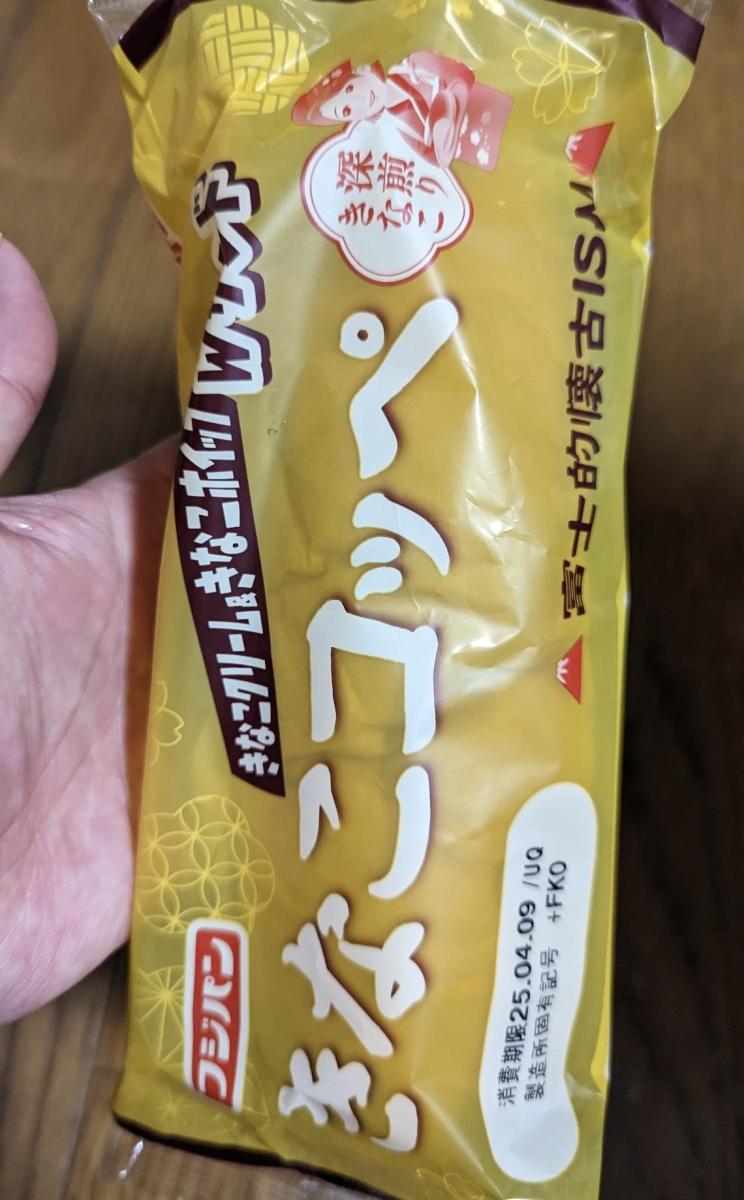 フジパン
きなこクリーム&きなこホイップ
Wサンド
きなこコッペ
深煎り
きなこ
富士的懐古ISM
消費期限25.04.09 /UQ
製造所固有記号 +FKO